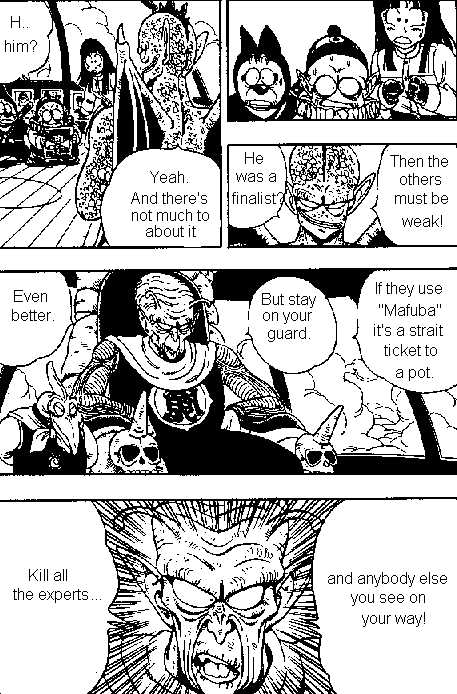 H..
him?
Yeah.
And there's
not much to
about it
He
was a
finalist?
Then the
others
must be
weak!
Even
better.
But stay
on your
guard.
If they use
"Mafuba"
it's a strait
ticket to
a pot.
Kill all
the experts...
and anybody else
you see on
your way!